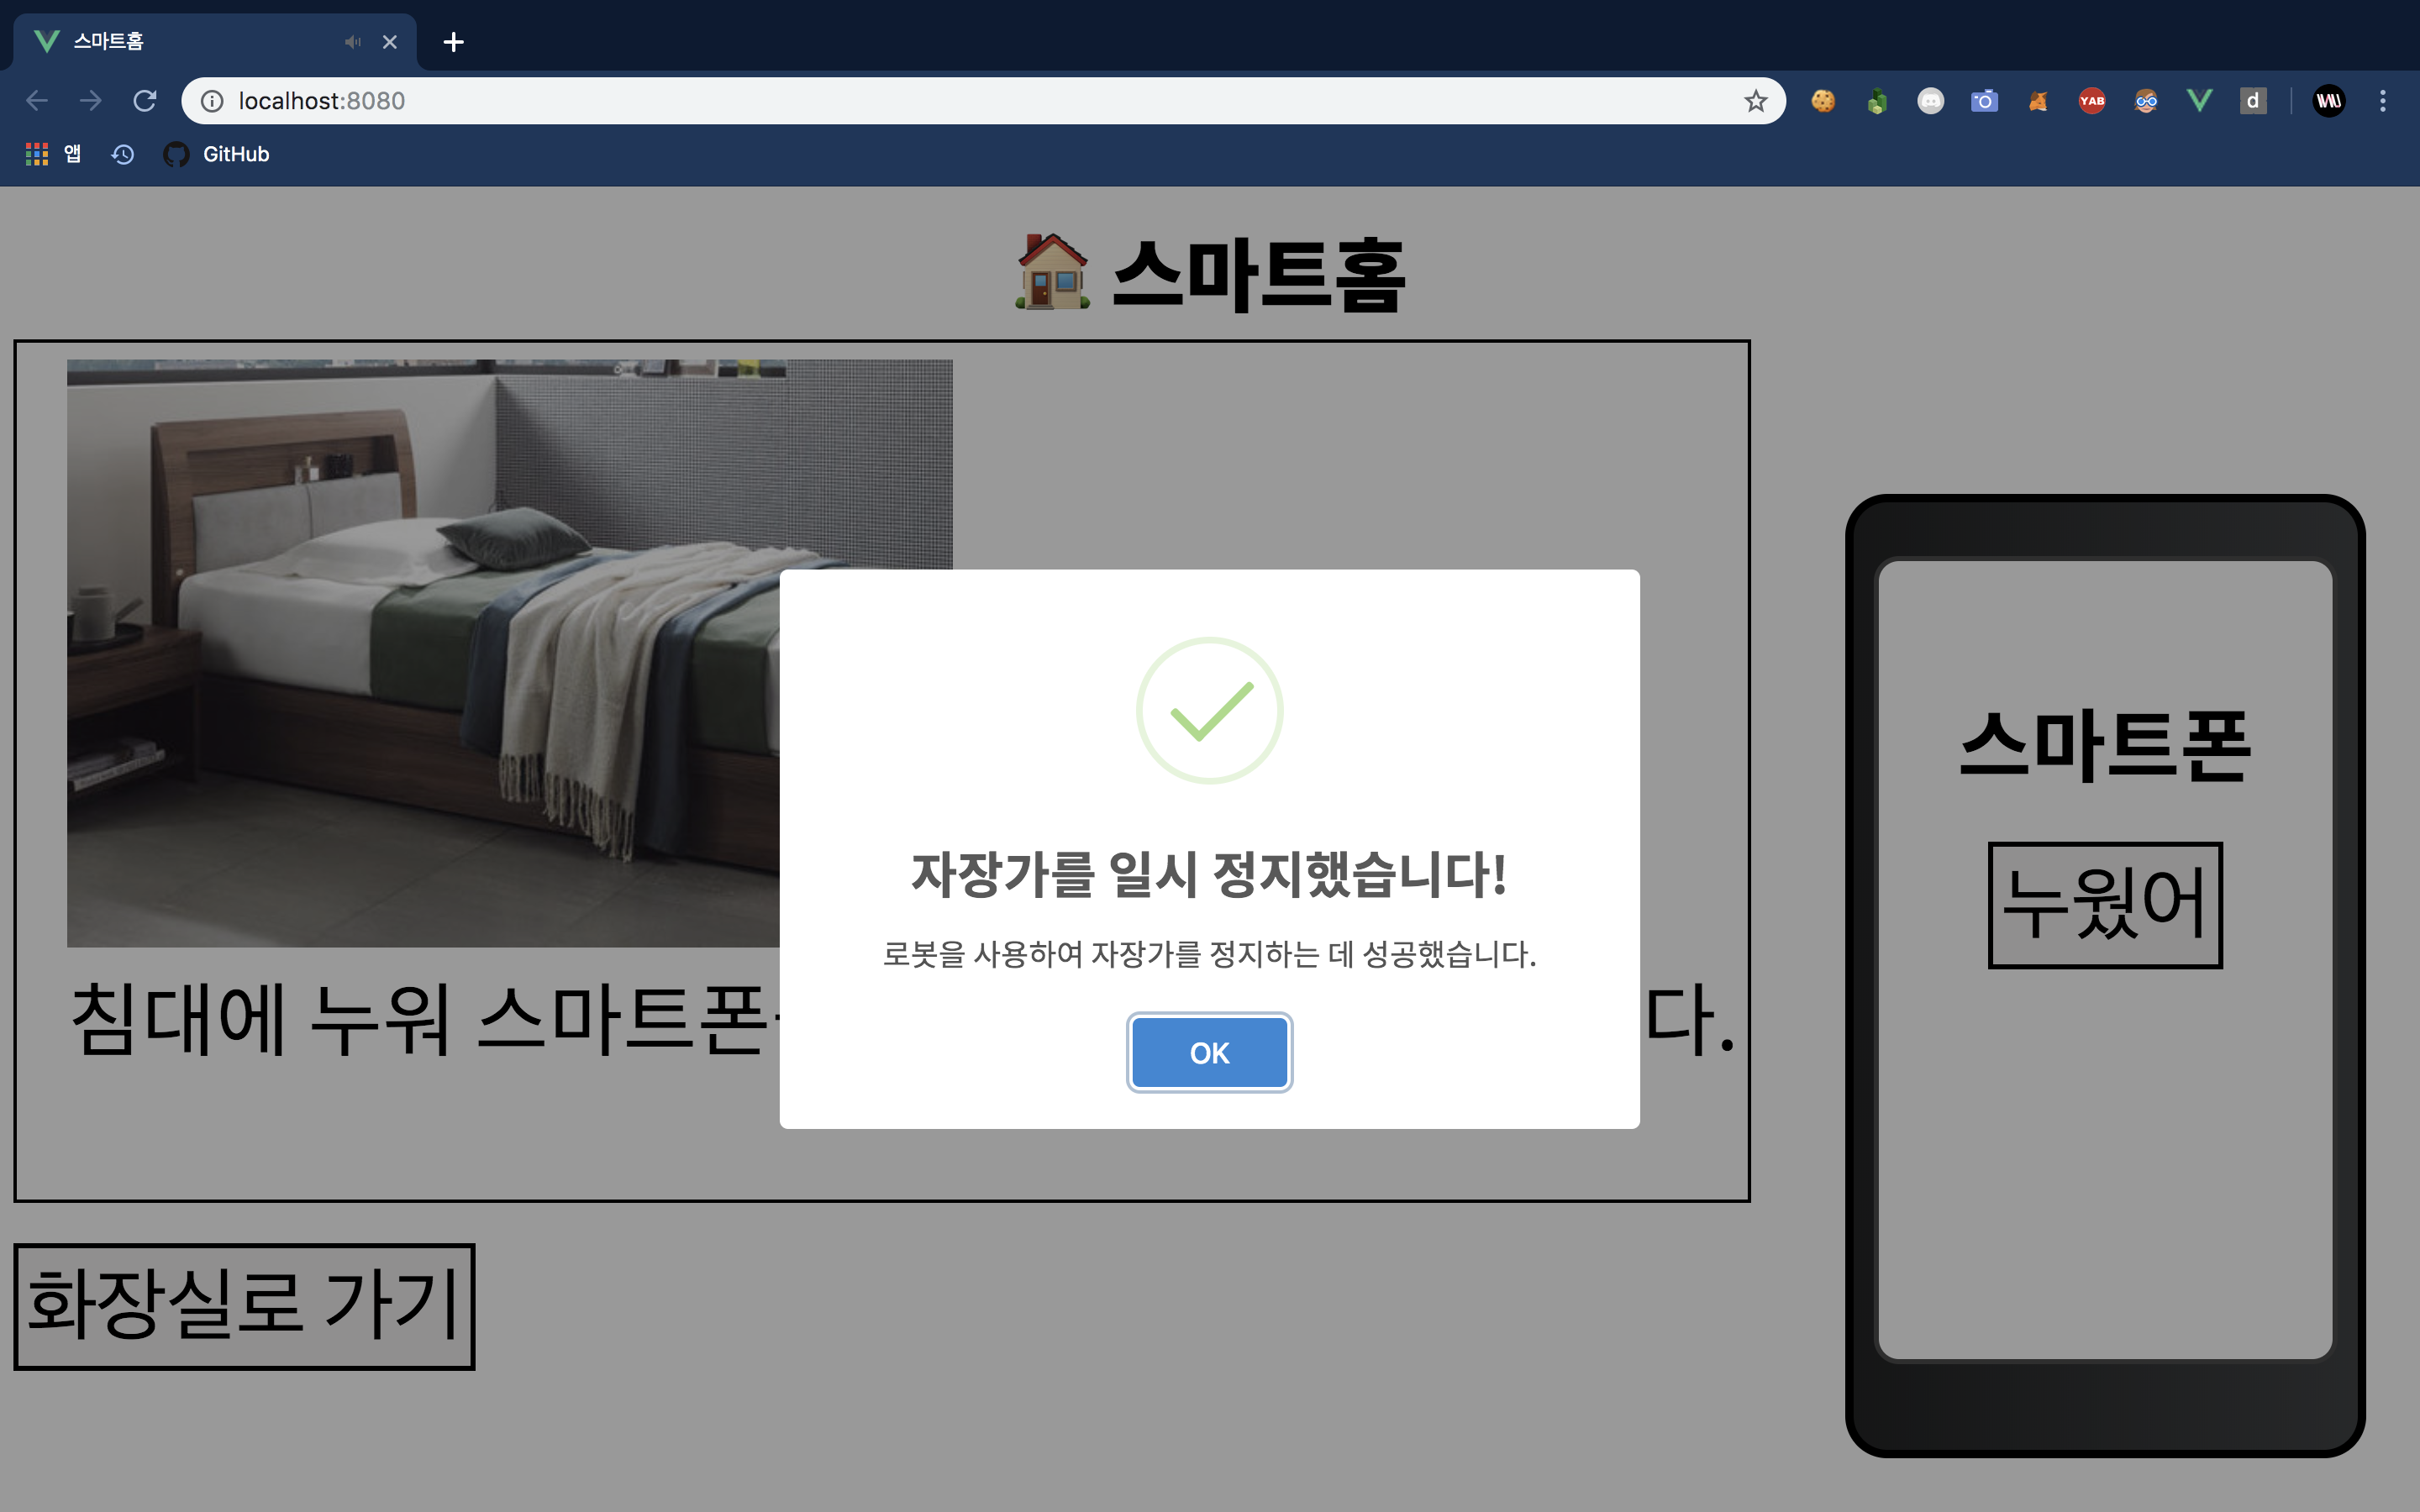 스마트홈
localhost:8080
YAB
d
앱
GitHub
🏠 스마트홈
자장가를 일시 정지했습니다!
로봇을 사용하여 자장가를 정지하는 데 성공했습니다.
OK
침대에 누워 스마트폰
다.
스마트폰
누웠어
화장실로 가기